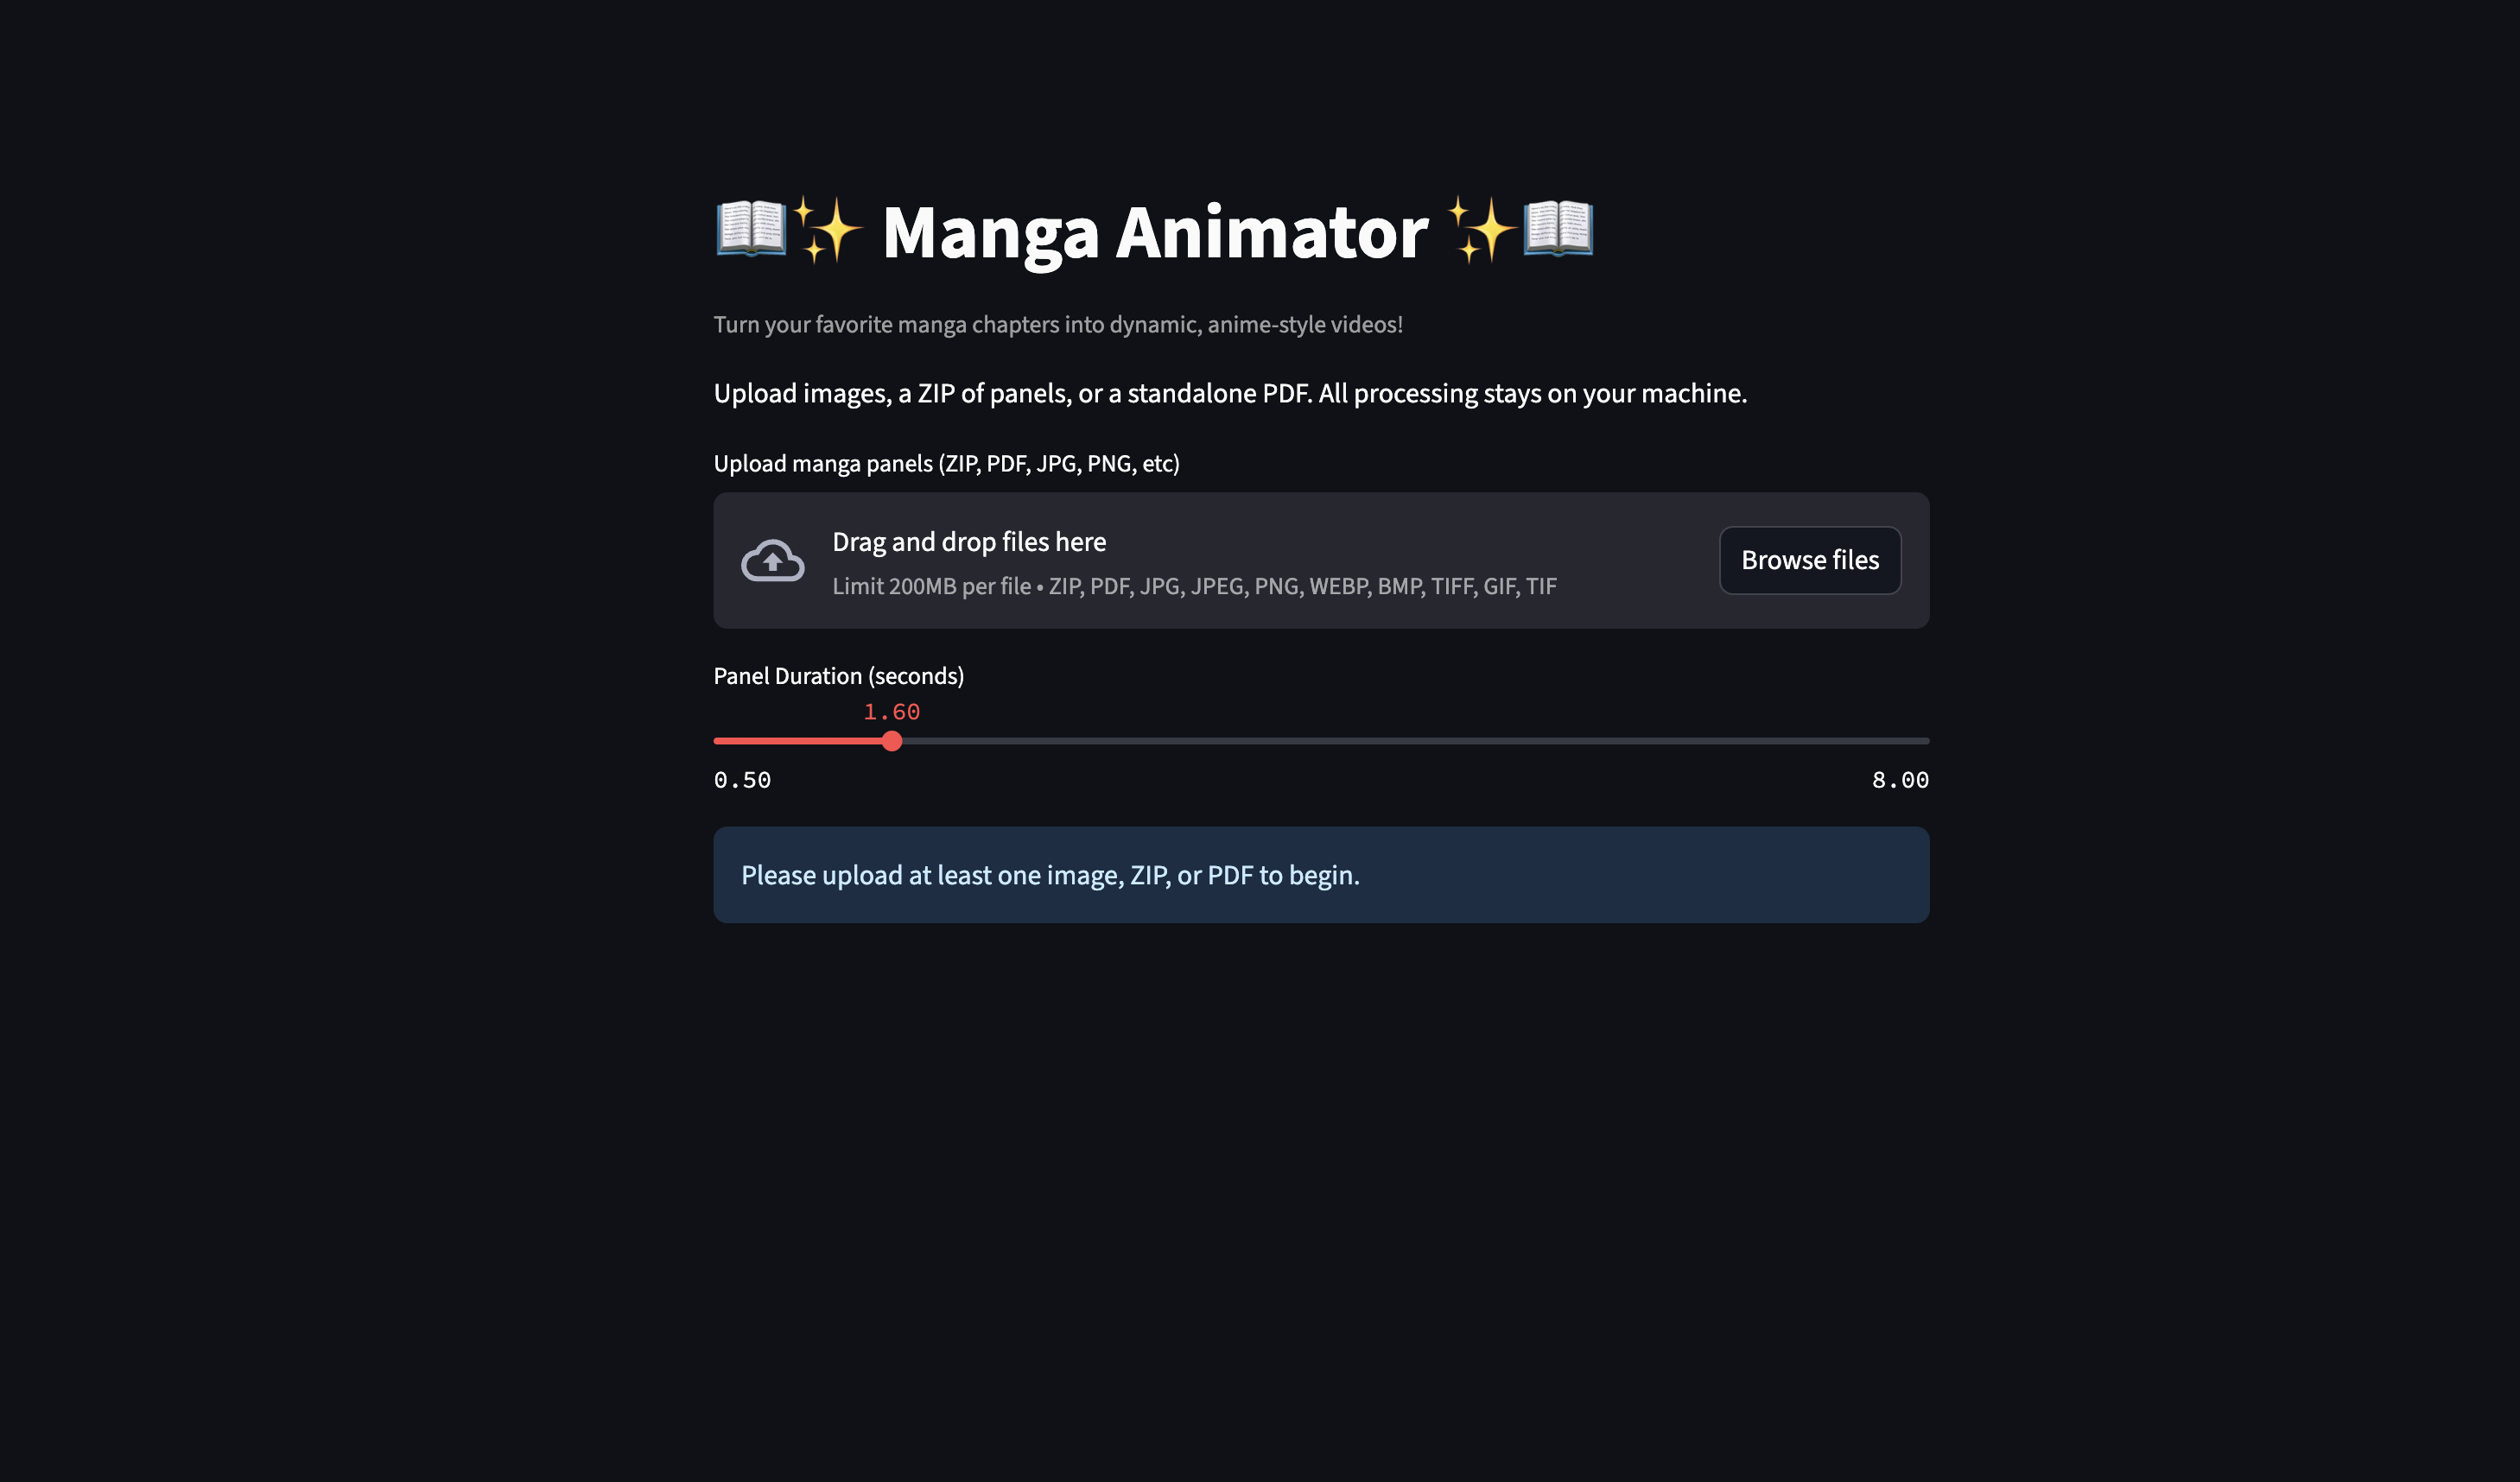 📖✨ Manga Animator ✨📖
Turn your favorite manga chapters into dynamic, anime-style videos!
Upload images, a ZIP of panels, or a standalone PDF. All processing stays on your machine.
Upload manga panels (ZIP, PDF, JPG, PNG, etc)
Drag and drop files here
Limit 200MB per file • ZIP, PDF, JPG, JPEG, PNG, WEBP, BMP, TIFF, GIF, TIF
Browse files
Panel Duration (seconds)
1.60
0.50
8.00
Please upload at least one image, ZIP, or PDF to begin.